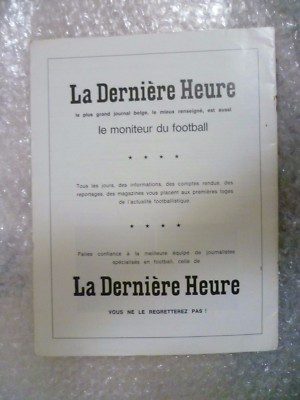 La Dernière Heure
le plus grand journal belge, le mieux renseigné, est aussi
le moniteur du football
★ ★ ★ ★
Tous les jours, des informations, des comptes rendus, des
reportages, des magazines vous placent aux premières loges
de l'actualité footballistique.
★ ★ ★ ★
Faites confiance à la meilleure équipe de journalistes
spécialisés en football, celle de
La Dernière Heure
VOUS NE LE REGRETTEREZ PAS !